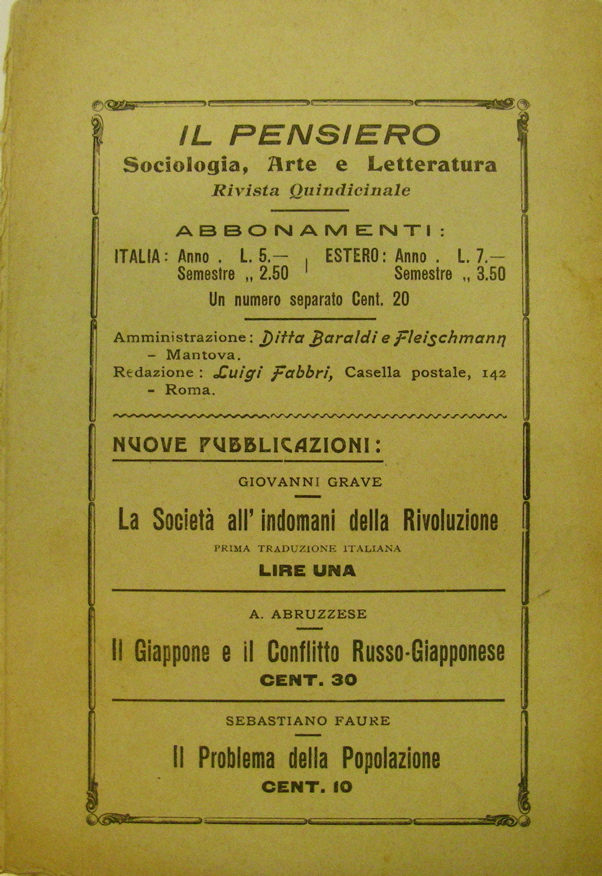 IL PENSIERO
Sociologia, Arte e Letteratura
Rivista Quindicinale
ABBONAMENTI:
ITALIA: Anno . L. 5.— ESTERO: Anno . L. 7.—
Semestre „ 2.50 Semestre „ 3.50
Un numero separato Cent. 20
Amministrazione: Ditta Baraldi e Fleischmann
– Mantova.
Redazione: Luigi Fabbri, Casella postale, 142
– Roma.
NUOVE PUBBLICAZIONI:
GIOVANNI GRAVE
La Società all' indomani della Rivoluzione
PRIMA TRADUZIONE ITALIANA
LIRE UNA
A. ABRUZZESE
Il Giappone e il Conflitto Russo-Giapponese
CENT. 30
SEBASTIANO FAURE
Il Problema della Popolazione
CENT. 10